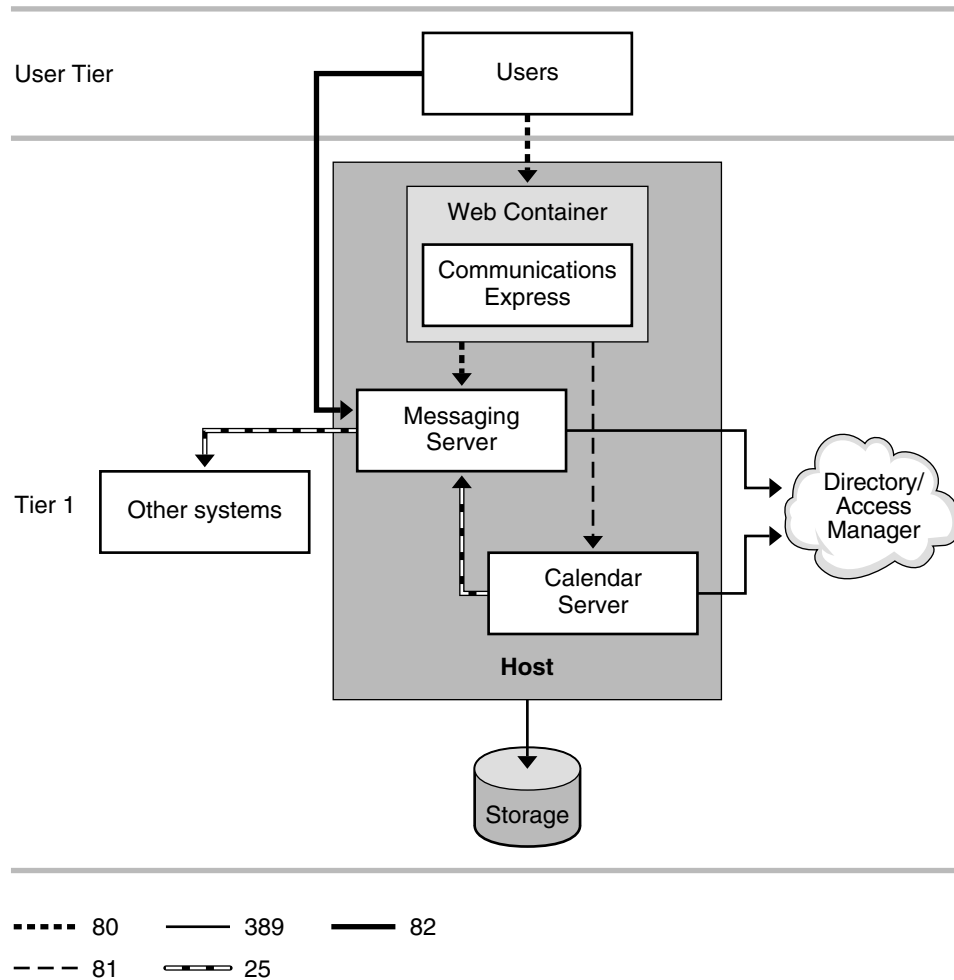 User Tier
Users
Web Container
Communications
Express
Messaging
Server
Tier 1
Other systems
Directory/
Access
Manager
Calendar
Server
Host
Storage
80
389
82
81
25